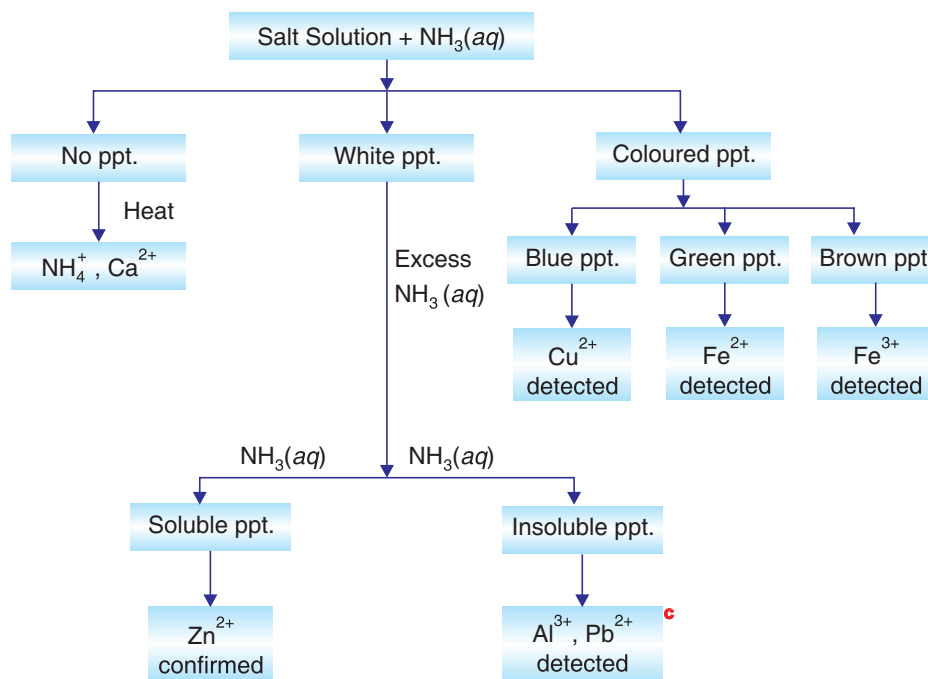 Salt Solution + NH₃(aq)
No ppt.
White ppt.
Coloured ppt.
Heat
NH₄⁺ , Ca²⁺
Excess
NH₃ (aq)
Blue ppt.
Green ppt.
Brown ppt
Cu²⁺
detected
Fe²⁺
detected
Fe³⁺
detected
NH₃(aq)
NH₃(aq)
Soluble ppt.
Insoluble ppt.
Zn²⁺
confirmed
Al³⁺ , Pb²⁺
detected
c